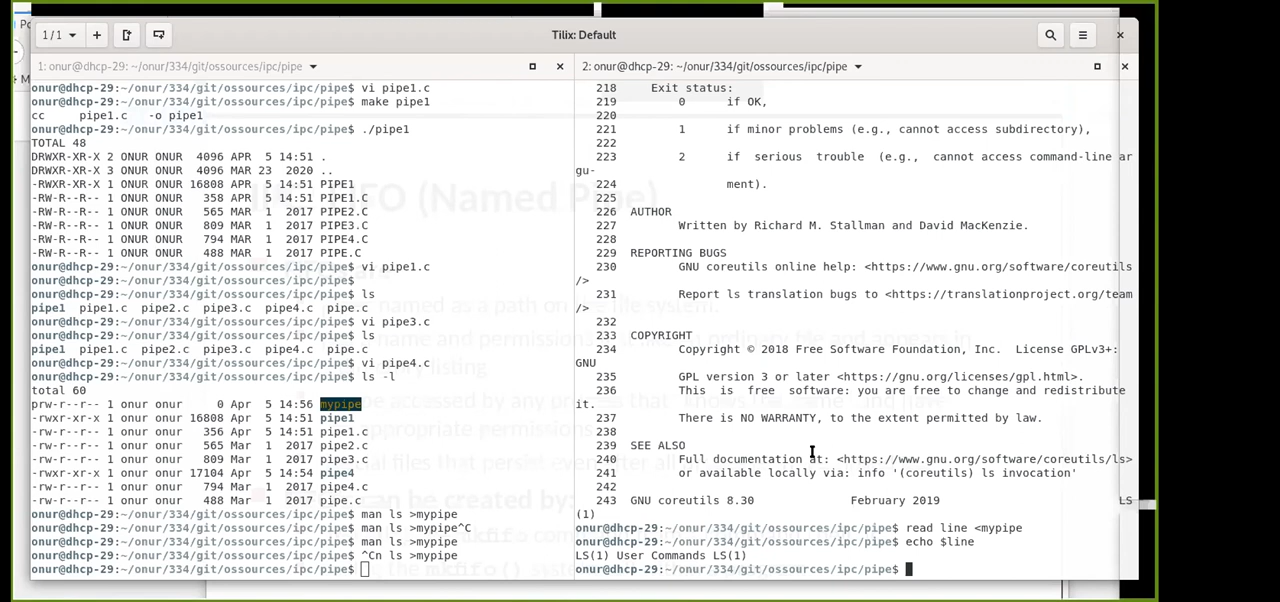 1/1
Tilix: Default
1: onur@dhcp-29:~/onur/334/git/ossources/ipc/pipe
onur@dhcp-29:~/onur/334/git/ossources/ipc/pipe$ vi pipe1.c
onur@dhcp-29:~/onur/334/git/ossources/ipc/pipe$ make pipe1
cc     pipe1.c   -o pipe1
onur@dhcp-29:~/onur/334/git/ossources/ipc/pipe$ ./pipe1
TOTAL 48
DRWXR-XR-X 2 ONUR ONUR  4096 APR  5 14:51 .
DRWXR-XR-X 3 ONUR ONUR  4096 MAR 23  2020 ..
-RWXR-XR-X 1 ONUR ONUR 16808 APR  5 14:51 PIPE1
-RW-R--R-- 1 ONUR ONUR   358 APR  5 14:51 PIPE1.C
-RW-R--R-- 1 ONUR ONUR   565 MAR  1  2017 PIPE2.C
-RW-R--R-- 1 ONUR ONUR   809 MAR  1  2017 PIPE3.C
-RW-R--R-- 1 ONUR ONUR   794 MAR  1  2017 PIPE4.C
-RW-R--R-- 1 ONUR ONUR   488 MAR  1  2017 PIPE.C
onur@dhcp-29:~/onur/334/git/ossources/ipc/pipe$ vi pipe1.c
onur@dhcp-29:~/onur/334/git/ossources/ipc/pipe$
onur@dhcp-29:~/onur/334/git/ossources/ipc/pipe$ ls
pipe1  pipe1.c  pipe2.c  pipe3.c  pipe4.c  pipe.c
onur@dhcp-29:~/onur/334/git/ossources/ipc/pipe$ vi pipe3.c
onur@dhcp-29:~/onur/334/git/ossources/ipc/pipe$ ls
pipe1  pipe1.c  pipe2.c  pipe3.c  pipe4.c  pipe.c
onur@dhcp-29:~/onur/334/git/ossources/ipc/pipe$ vi pipe4.c
onur@dhcp-29:~/onur/334/git/ossources/ipc/pipe$ ls -l
total 60
prw-r--r-- 1 onur onur     0 Apr  5 14:56 mypipe
-rwxr-xr-x 1 onur onur 16808 Apr  5 14:51 pipe1
-rw-r--r-- 1 onur onur   356 Apr  5 14:51 pipe1.c
-rw-r--r-- 1 onur onur   565 Mar  1  2017 pipe2.c
-rw-r--r-- 1 onur onur   809 Mar  1  2017 pipe3.c
-rwxr-xr-x 1 onur onur 17104 Apr  5 14:54 pipe4
-rw-r--r-- 1 onur onur   794 Mar  1  2017 pipe4.c
-rw-r--r-- 1 onur onur   488 Mar  1  2017 pipe.c
onur@dhcp-29:~/onur/334/git/ossources/ipc/pipe$ man ls >mypipe
onur@dhcp-29:~/onur/334/git/ossources/ipc/pipe$ man ls >mypipe^C
onur@dhcp-29:~/onur/334/git/ossources/ipc/pipe$ man ls >mypipe
onur@dhcp-29:~/onur/334/git/ossources/ipc/pipe$ ^Cn ls >mypipe
onur@dhcp-29:~/onur/334/git/ossources/ipc/pipe$
2: onur@dhcp-29:~/onur/334/git/ossources/ipc/pipe
218     Exit status:
219         0      if OK,
220
221         1      if minor problems (e.g., cannot access subdirectory),
222
223         2      if  serious  trouble  (e.g.,  cannot access command-line ar
gu-
224                ment).
225
226  AUTHOR
227         Written by Richard M. Stallman and David MacKenzie.
228
229  REPORTING BUGS
230         GNU coreutils online help: <https://www.gnu.org/software/coreutils
/>
231         Report ls translation bugs to <https://translationproject.org/team
/>
232
233  COPYRIGHT
234         Copyright © 2018 Free Software Foundation, Inc.  License GPLv3+:
GNU
235         GPL version 3 or later <https://gnu.org/licenses/gpl.html>.
236         This  is  free  software: you are free to change and redistribute
it.
237         There is NO WARRANTY, to the extent permitted by law.
238
239  SEE ALSO
240         Full documentation at: <https://www.gnu.org/software/coreutils/ls>
241         or available locally via: info '(coreutils) ls invocation'
242
243  GNU coreutils 8.30              February 2019                          LS
(1)
onur@dhcp-29:~/onur/334/git/ossources/ipc/pipe$ read line <mypipe
onur@dhcp-29:~/onur/334/git/ossources/ipc/pipe$ echo $line
LS(1) User Commands LS(1)
onur@dhcp-29:~/onur/334/git/ossources/ipc/pipe$